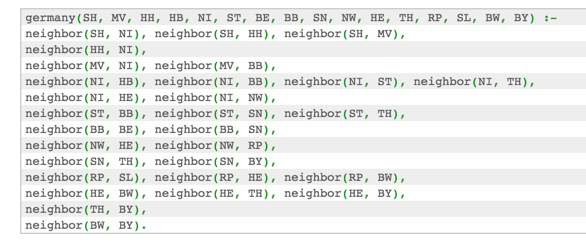 germany(SH, MV, HH, HB, NI, ST, BE, BB, SN, NW, HE, TH, RP, SL, BW, BY) :-
neighbor(SH, NI), neighbor(SH, HH), neighbor(SH, MV),
neighbor(HH, NI),
neighbor(MV, NI), neighbor(MV, BB),
neighbor(NI, HB), neighbor(NI, BB), neighbor(NI, ST), neighbor(NI, TH),
neighbor(NI, HE), neighbor(NI, NW),
neighbor(ST, BB), neighbor(ST, SN), neighbor(ST, TH),
neighbor(BB, BE), neighbor(BB, SN),
neighbor(NW, HE), neighbor(NW, RP),
neighbor(SN, TH), neighbor(SN, BY),
neighbor(RP, SL), neighbor(RP, HE), neighbor(RP, BW),
neighbor(HE, BW), neighbor(HE, TH), neighbor(HE, BY),
neighbor(TH, BY),
neighbor(BW, BY).